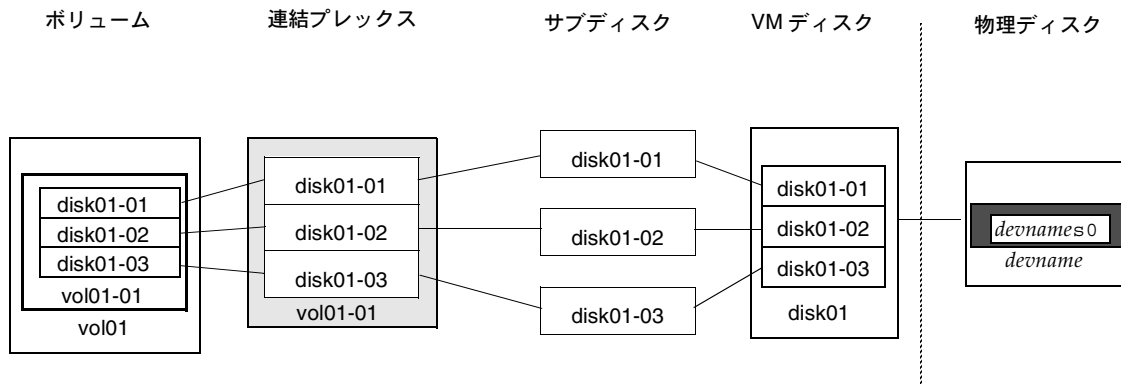 ボリューム
連結プレックス
サブディスク
VM ディスク
物理ディスク
disk01-01
disk01-02
disk01-03
vol01-01
vol01
disk01-01
disk01-02
disk01-03
vol01-01
disk01-01
disk01-02
disk01-03
disk01-01
disk01-02
disk01-03
disk01
devnames0
devname